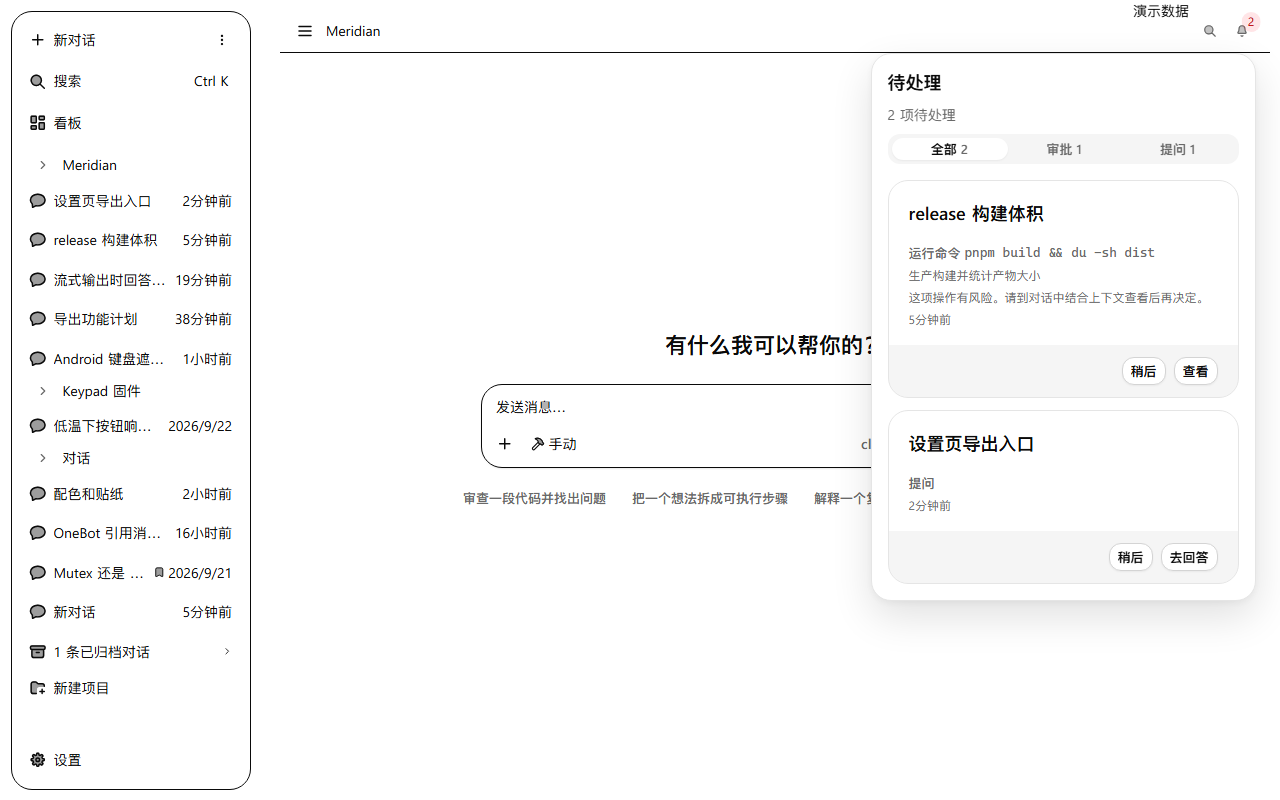 新对话
搜索 Ctrl K
看板
Meridian
设置页导出入口 2分钟前
release 构建体积 5分钟前
流式输出时回答… 19分钟前
导出功能计划 38分钟前
Android 键盘遮… 1小时前
Keypad 固件
低温下按钮响… 2026/9/22
对话
配色和贴纸 2小时前
OneBot 引用消… 16小时前
Mutex 还是 … 2026/9/21
新对话 5分钟前
1 条已归档对话
新建项目
设置
Meridian
演示数据
2
有什么我可以帮你的?
发送消息…
手动
cl
审查一段代码并找出问题 把一个想法拆成可执行步骤 解释一个
待处理
2 项待处理
全部 2 审批 1 提问 1
release 构建体积
运行命令 pnpm build && du -sh dist
生产构建并统计产物大小
这项操作有风险。请到对话中结合上下文查看后再决定。
5分钟前
稍后 查看
设置页导出入口
提问
2分钟前
稍后 去回答